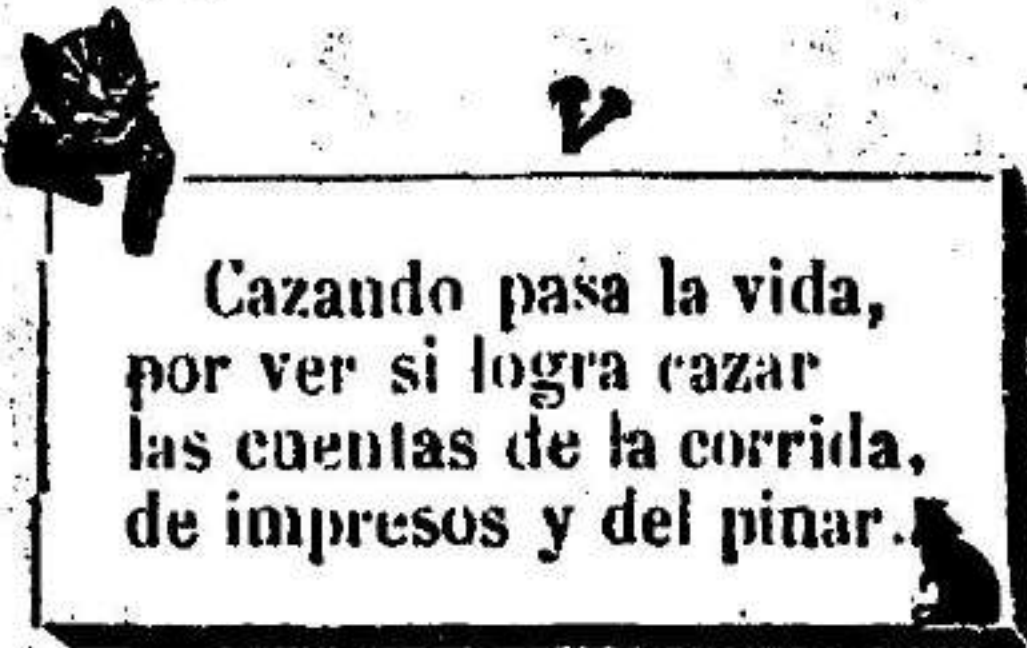 Cazando pasa la vida,
por ver si logra cazar
las cuentas de la corrida,
de impresos y del pinar.